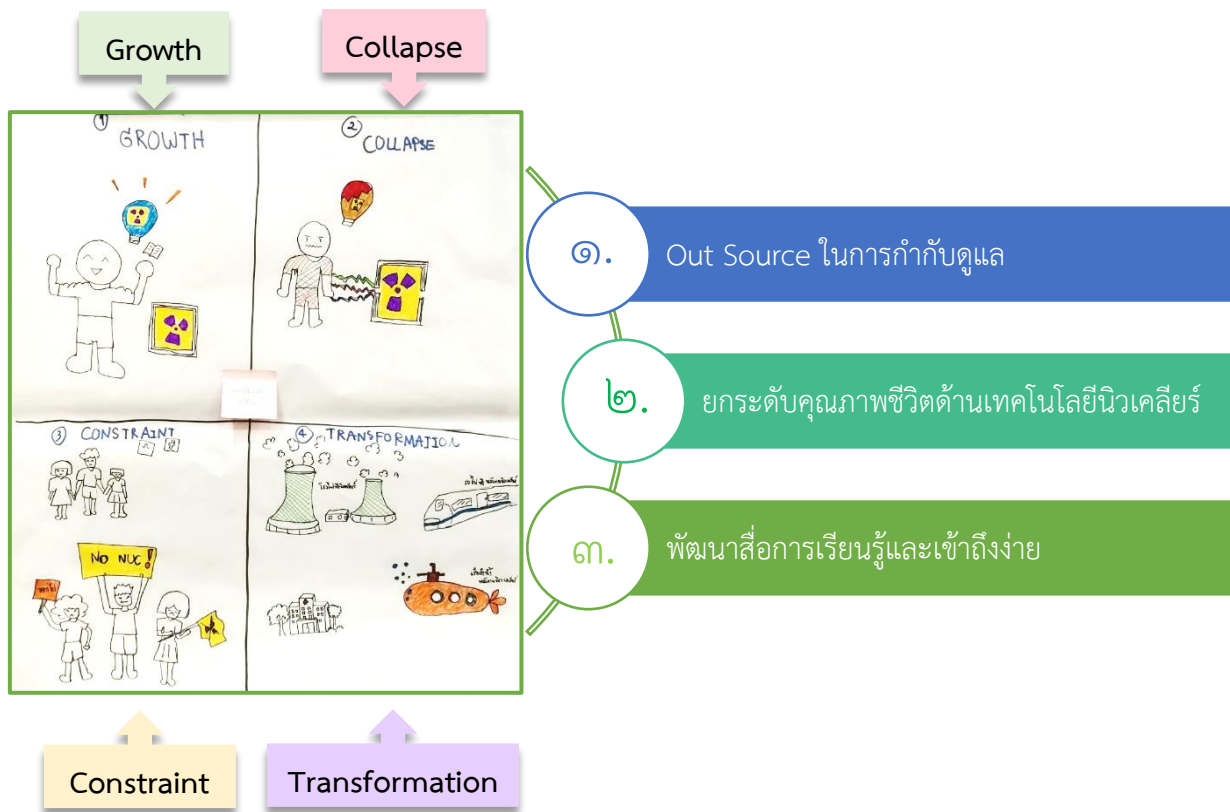 Growth
Collapse
①
GROWTH
②
COLLAPSE
③ CONSTRAINT
④ TRANSFORMATION
NO NUC!
Constraint
Transformation
๑.
Out Source ในการกำกับดูแล
๒.
ยกระดับคุณภาพชีวิตด้านเทคโนโลยีนิวเคลียร์
๓.
พัฒนาสื่อการเรียนรู้และเข้าถึงง่าย